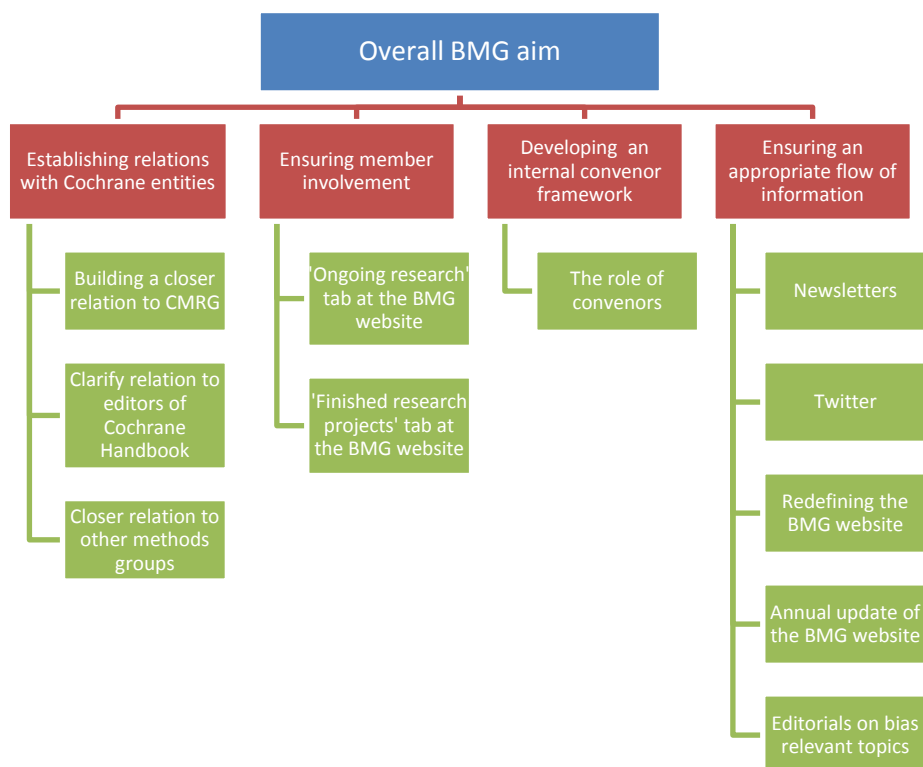 Overall BMG aim
Establishing relations
with Cochrane entities
Building a closer
relation to CMRG
Clarify relation to
editors of
Cochrane
Handbook
Closer relation to
other methods
groups
Ensuring member
involvement
'Ongoing research'
tab at the BMG
website
'Finished research
projects' tab at
the BMG website
Developing an
internal convenor
framework
The role of
convenors
Ensuring an
appropriate flow of
information
Newsletters
Twitter
Redefining the
BMG website
Annual update of
the BMG website
Editorials on bias
relevant topics